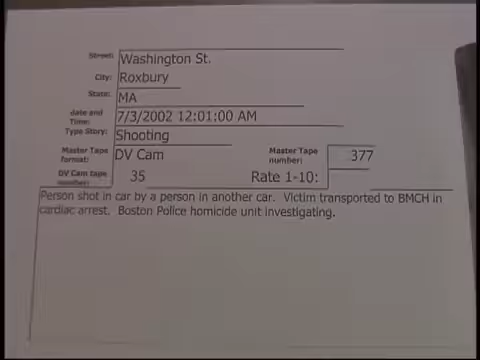 Street: Washington St.
City: Roxbury
State: MA
date and Time: 7/3/2002 12:01:00 AM
Type Story: Shooting
Master Tape format: DV Cam Master Tape number: 377
DV Cam tape number: 35 Rate 1-10:
Person shot in car by a person in another car. Victim transported to BMCH in
cardiac arrest. Boston Police homicide unit investigating.